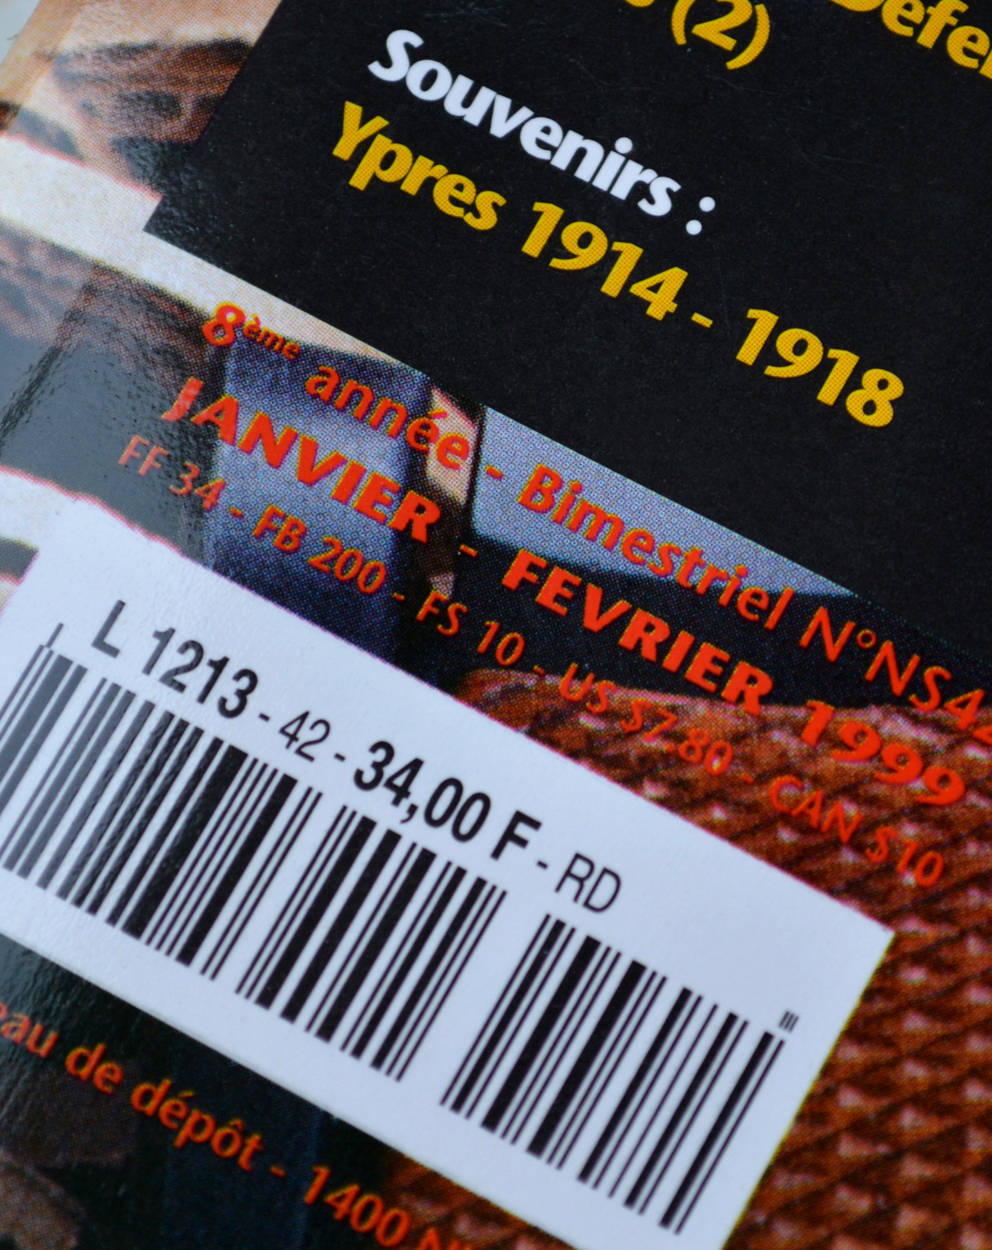 (2)
Souvenirs :
Ypres 1914 - 1918
8ème année - Bimestriel N°NS42
JANVIER - FEVRIER 1999
FF 34 - FB 200 - FS 10 - US $7.80 - CAN $10
L 1213 - 42 - 34,00 F - RD
de dépôt - 1400